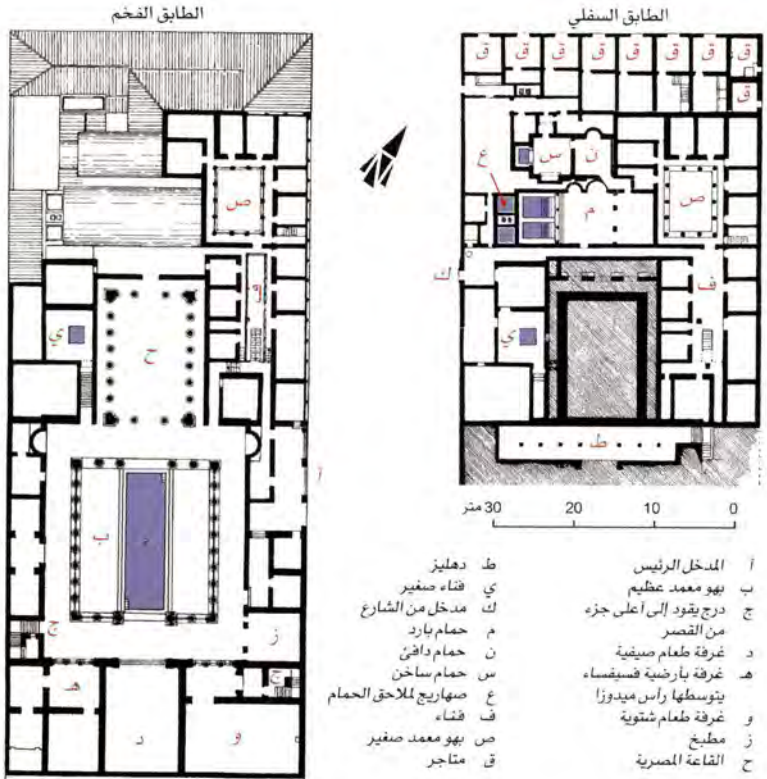 الطابق الفخم
الطابق السفلي
ق ق ق ق ق ق ق
ق
ص
س
ن
ع
م
ص
ك
ف
ي
ط
ف
ي
ح
أ
ب
ج
ز
ج
هـ
د
و
30 متر 20 10 0
أ المدخل الرئيس
ب بهو معمد عظيم
ج درج يقود إلى أعلى جزء
من القصر
د غرفة طعام صيفية
هـ غرفة بأرضية فسيفساء
يتوسطها رأس ميدوزا
و غرفة طعام شتوية
ز مطبخ
ح القاعة المصرية
ط دهليز
ي فناء صغير
ك مدخل من الشارع
م حمام بارد
ن حمام دافئ
س حمام ساخن
ع صهاريج لملاحق الحمام
ف فناء
ص بهو معمد صغير
ق متاجر